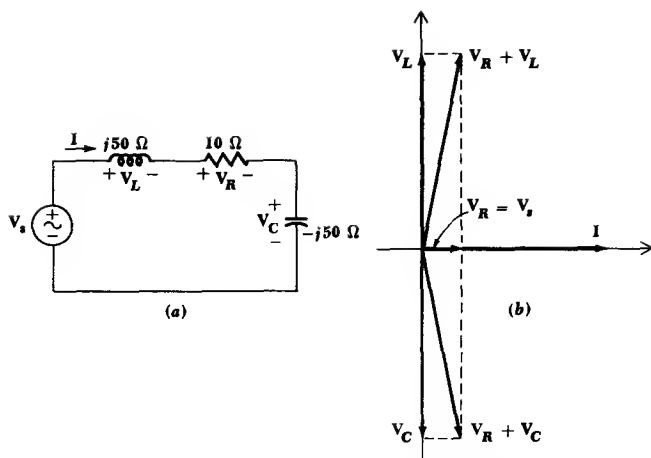 I j50 Ω 10 Ω
+ V_L − + V_R −
V_s + −
V_C + − −j50 Ω
(a)
V_L V_R + V_L
V_R = V_s
I
(b)
V_C V_R + V_C